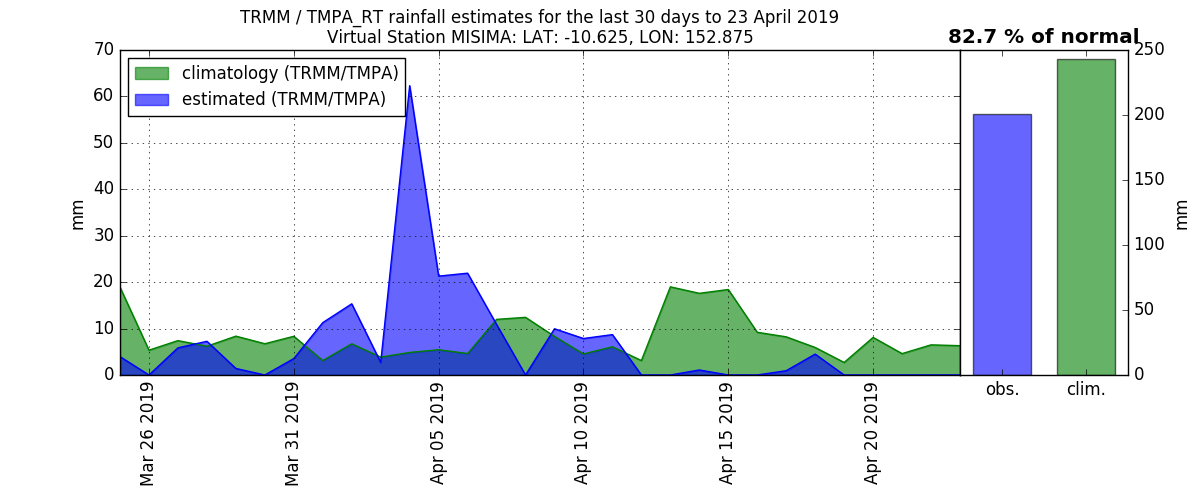 TRMM / TMPA_RT rainfall estimates for the last 30 days to 23 April 2019
Virtual Station MISIMA: LAT: -10.625, LON: 152.875
82.7 % of normal
climatology (TRMM/TMPA)
estimated (TRMM/TMPA)
70
60
50
40
30
20
10
0
mm
Mar 26 2019
Mar 31 2019
Apr 05 2019
Apr 10 2019
Apr 15 2019
Apr 20 2019
250
200
150
100
50
0
mm
obs.
clim.